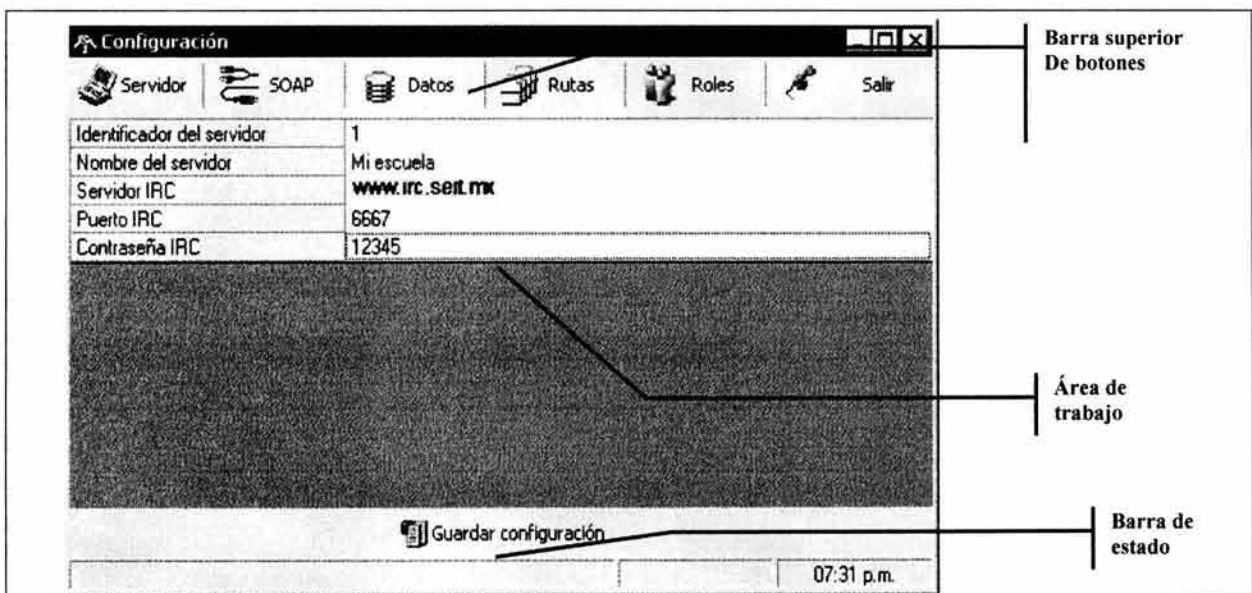 Configuración
Servidor SOAP Datos Rutas Roles Salir
Identificador del servidor 1
Nombre del servidor Mi escuela
Servidor IRC www.irc.seit.mx
Puerto IRC 6667
Contraseña IRC 12345
Guardar configuración
07:31 p.m.
Barra superior
De botones
Área de
trabajo
Barra de
estado